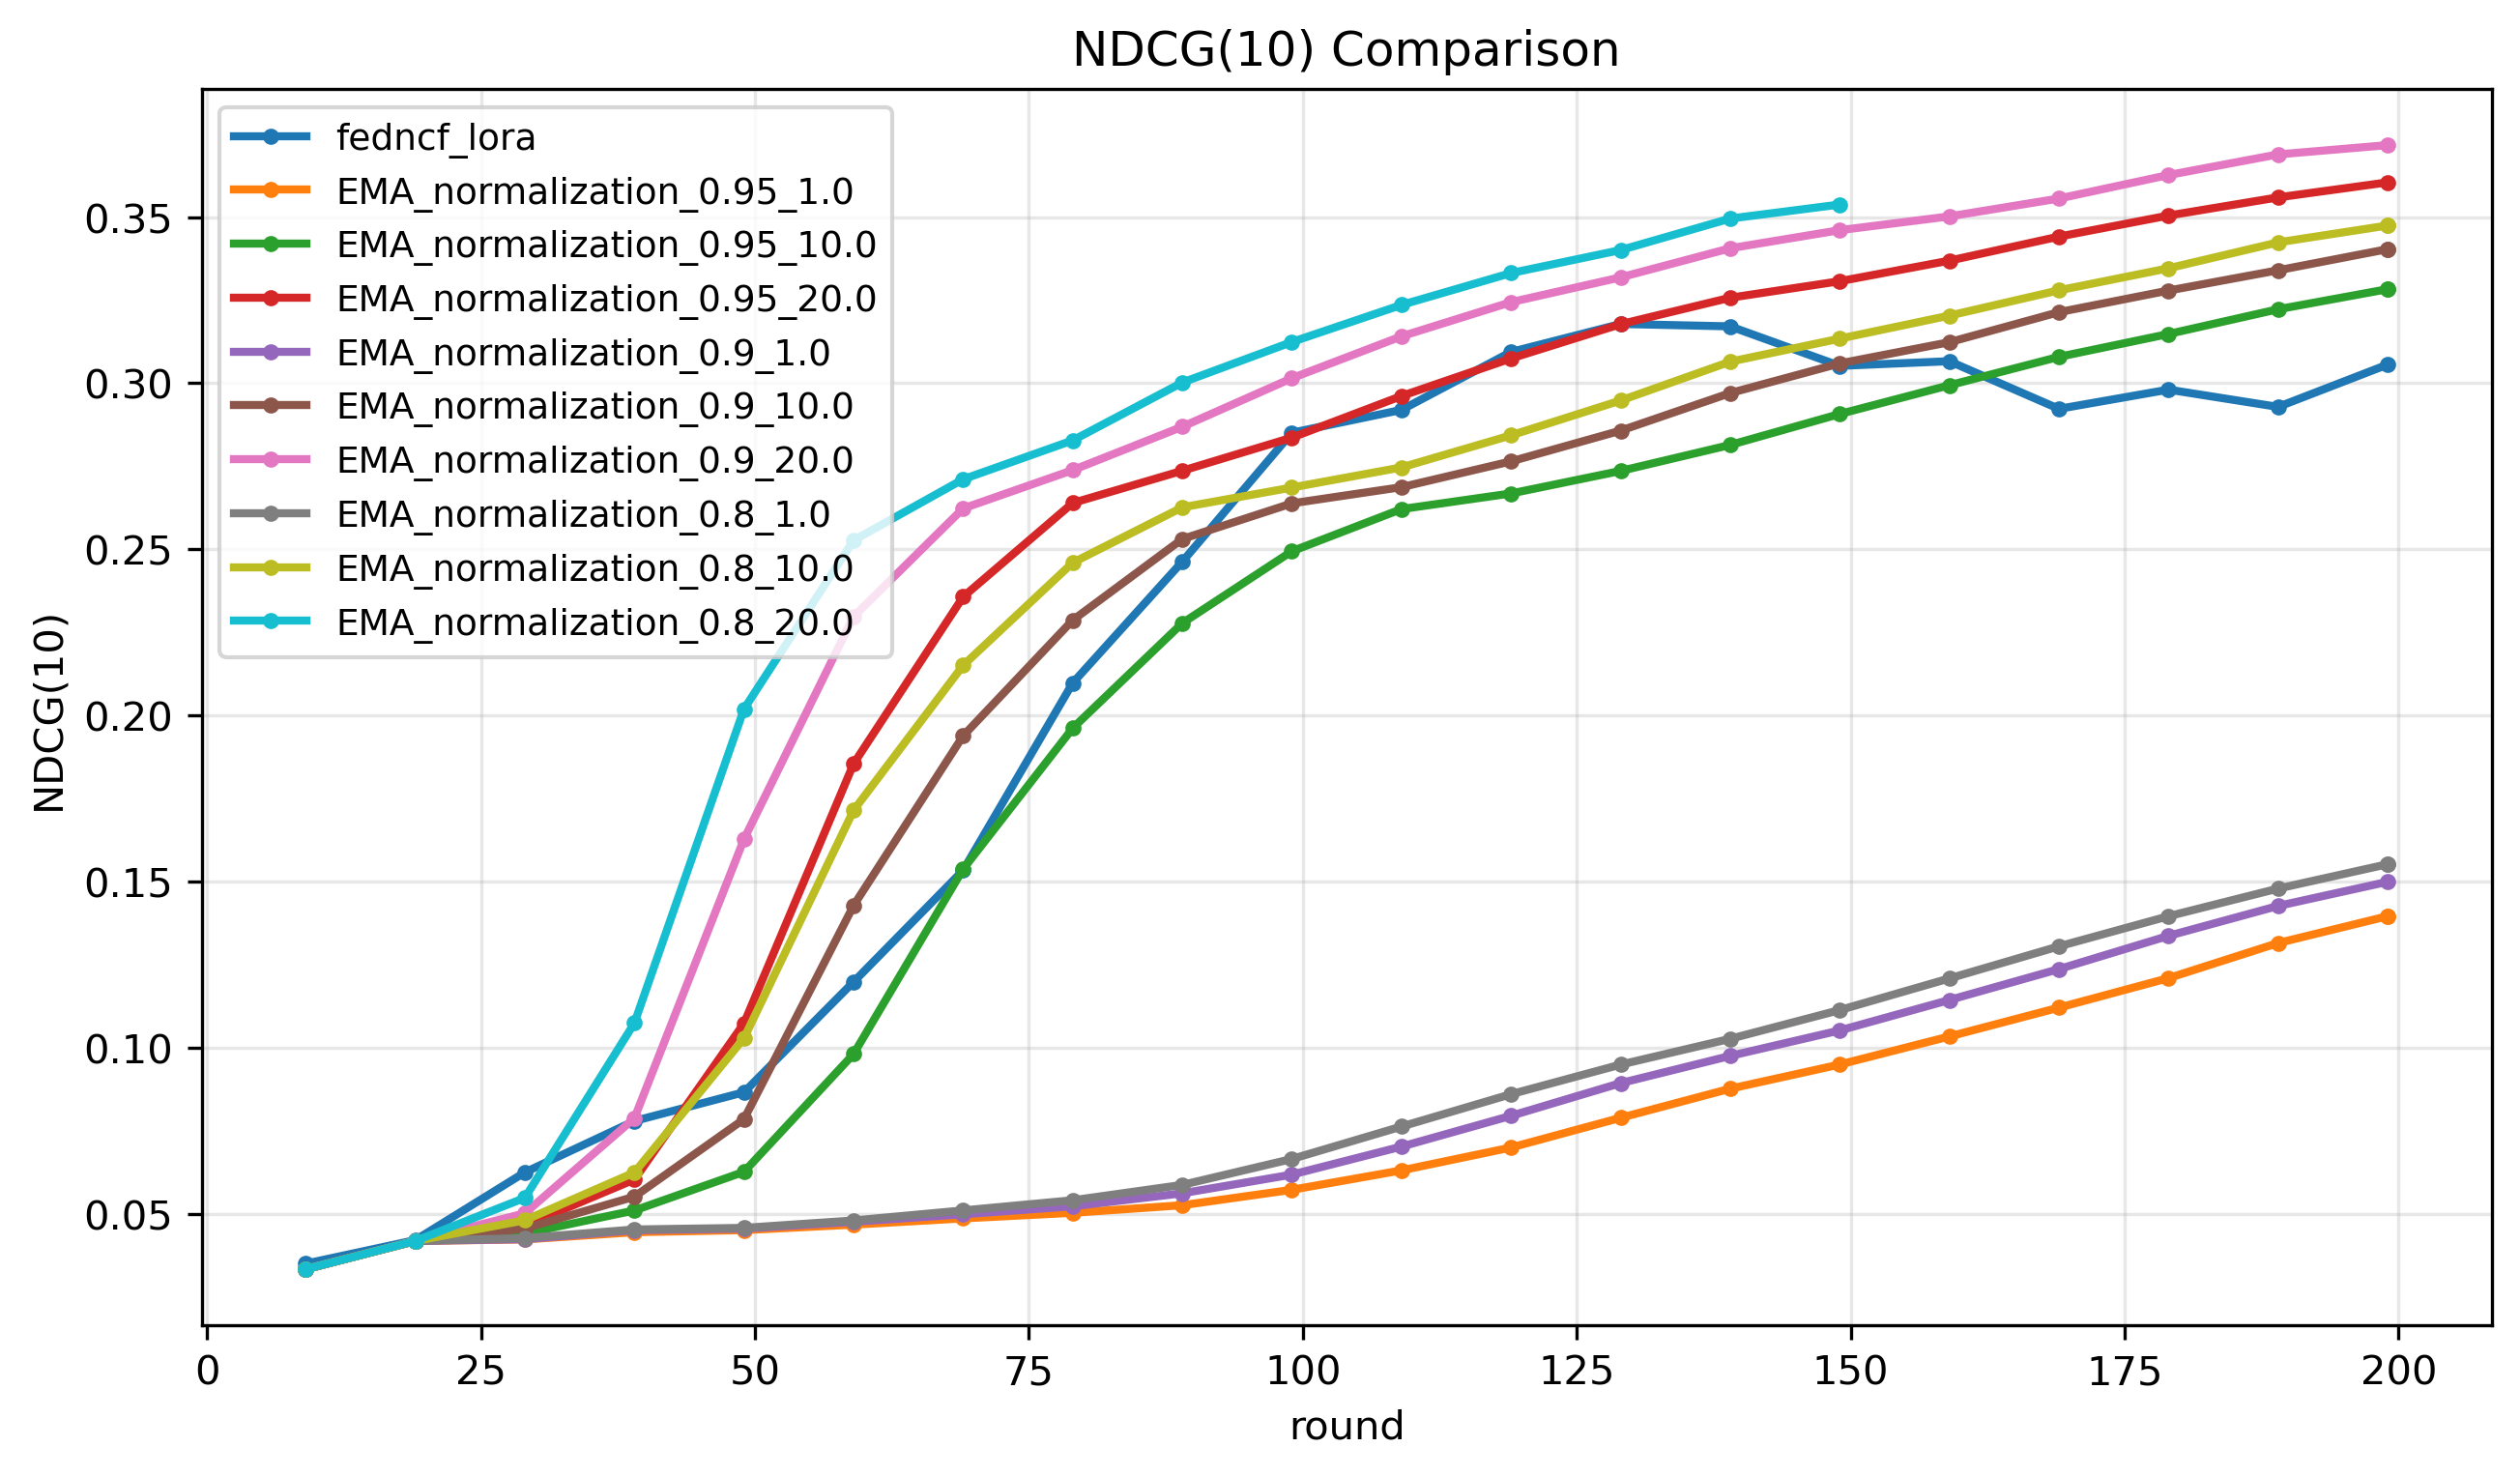 NDCG(10) Comparison
fedncf_lora
EMA_normalization_0.95_1.0
EMA_normalization_0.95_10.0
EMA_normalization_0.95_20.0
EMA_normalization_0.9_1.0
EMA_normalization_0.9_10.0
EMA_normalization_0.9_20.0
EMA_normalization_0.8_1.0
EMA_normalization_0.8_10.0
EMA_normalization_0.8_20.0
NDCG(10)
0.35
0.30
0.25
0.20
0.15
0.10
0.05
0 25 50 75 100 125 150 175 200
round